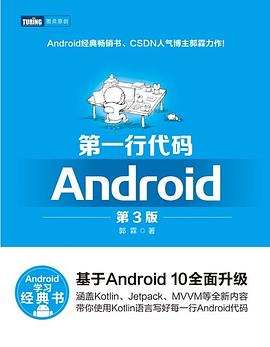 TURING 图灵原创
Android经典畅销书、CSDN人气博主郭霖力作!
第一行代码
Android
第3版
郭霖 著
Android
学习
经典书
基于Android 10全面升级
涵盖Kotlin、Jetpack、MVVM等全新内容
带你使用Kotlin语言写好每一行Android代码